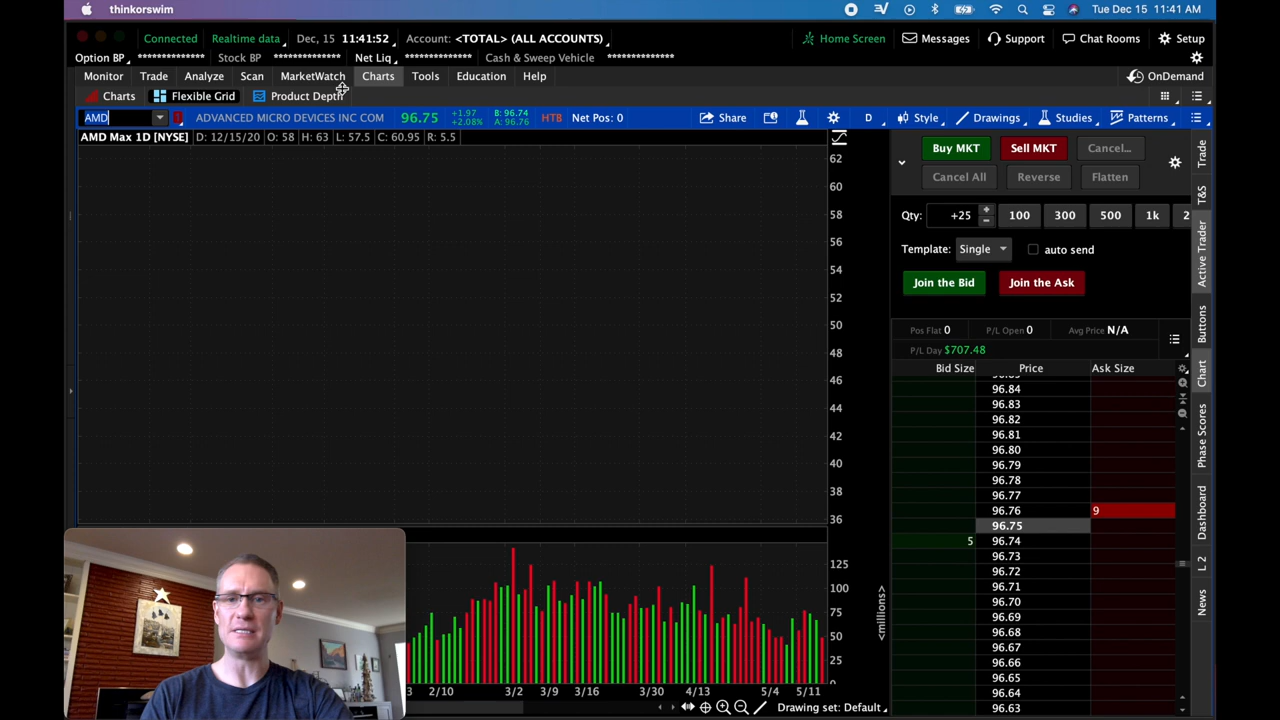 thinkorswim
Tue Dec 15 11:41 AM
Connected Realtime data Dec, 15 11:41:52 Account: <TOTAL> (ALL ACCOUNTS)
Home Screen Messages Support Chat Rooms Setup
Option BP ************* Stock BP ************* Net Liq ************* Cash & Sweep Vehicle *************
Monitor Trade Analyze Scan MarketWatch Charts Tools Education Help OnDemand
Charts Flexible Grid Product Depth
AMD ADVANCED MICRO DEVICES INC COM 96.75 +1.97 B: 96.74 HTB Net Pos: 0 Share D Style Drawings Studies Patterns
+2.08% A: 96.76
AMD Max 1D [NYSE] D: 12/15/20 O: 58 H: 63 L: 57.5 C: 60.95 R: 5.5
62
60
58
56
54
52
50
48
46
44
42
40
38
36
125
100
75
50
25
0
<millions>
3 2/10 3/9 3/16 3/30 4/13 5/4 5/11
Drawing set: Default
Buy MKT Sell MKT Cancel...
Cancel All Reverse Flatten
Qty: +25 100 300 500 1k 2
Template: Single auto send
Join the Bid Join the Ask
Pos Flat 0 P/L Open 0 Avg Price N/A
P/L Day $707.48
Bid Size Price Ask Size
96.84
96.83
96.82
96.81
96.80
96.79
96.78
96.77
96.76 9
96.75
5 96.74
96.73
96.72
96.71
96.70
96.69
96.68
96.67
96.66
96.65
96.64
96.63
Trade
T&S
Active Trader
Buttons
Chart
Phase Scores
Dashboard
L 2
News